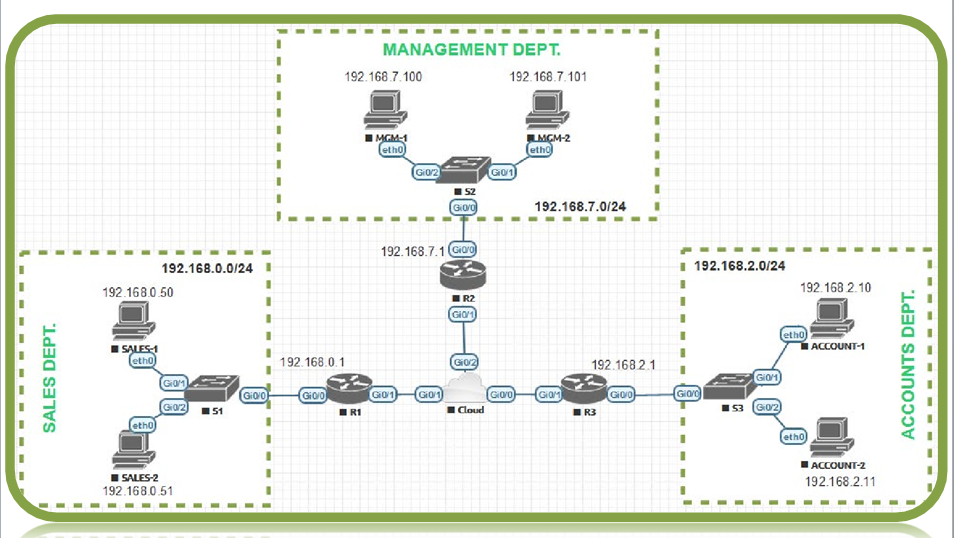 MANAGEMENT DEPT.
192.168.7.100
192.168.7.101
MGM-1
MGM-2
eth0
eth0
Gi0/2
Gi0/1
S2
Gi0/0
192.168.7.0/24
192.168.7.1
Gi0/0
R2
Gi0/1
Gi0/2
SALES DEPT.
192.168.0.0/24
192.168.0.50
SALES-1
eth0
Gi0/1
Gi0/2
S1
Gi0/0
eth0
SALES-2
192.168.0.51
192.168.0.1
Gi0/0
R1
Gi0/1
Gi0/1
Cloud
Gi0/0
Gi0/1
R3
192.168.2.1
Gi0/0
ACCOUNTS DEPT.
192.168.2.0/24
192.168.2.10
eth0
ACCOUNT-1
Gi0/0
Gi0/1
S3
Gi0/2
eth0
ACCOUNT-2
192.168.2.11